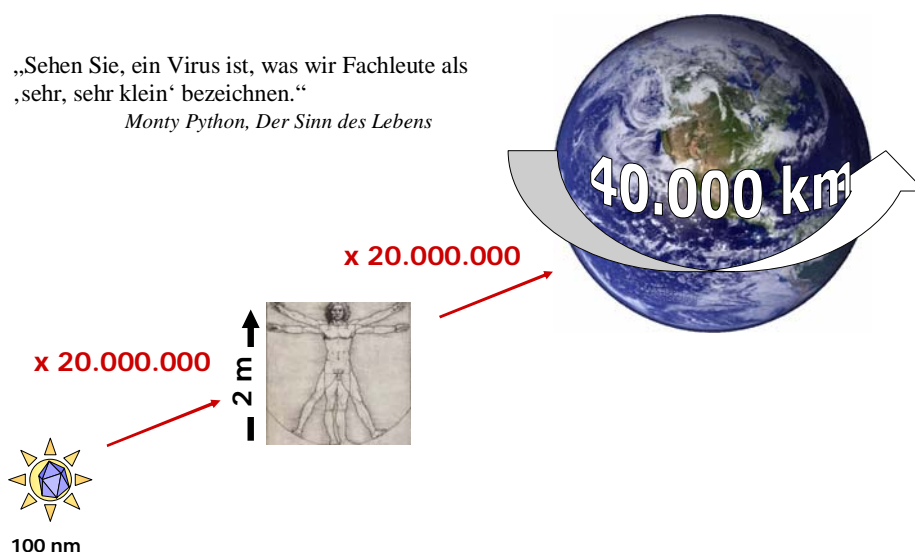 „Sehen Sie, ein Virus ist, was wir Fachleute als
‚sehr, sehr klein‘ bezeichnen.“
Monty Python, Der Sinn des Lebens
40.000 km
x 20.000.000
x 20.000.000
2 m
100 nm